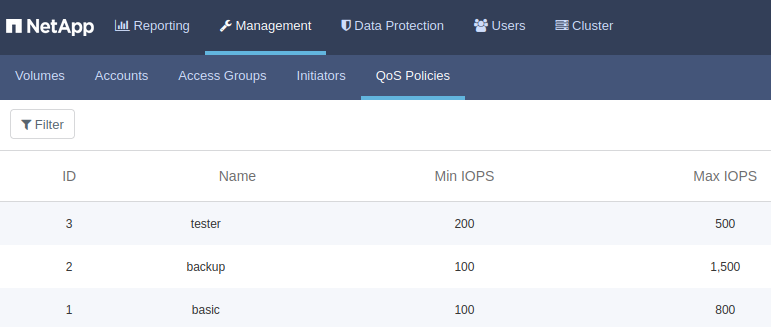 NetApp Reporting Management Data Protection Users Cluster
Volumes Accounts Access Groups Initiators QoS Policies
Filter
ID Name Min IOPS Max IOPS
3 tester 200 500
2 backup 100 1,500
1 basic 100 800